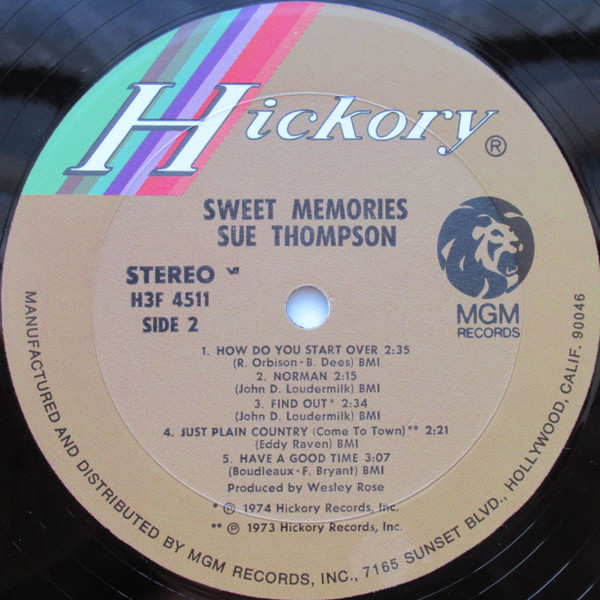 Hickory®
SWEET MEMORIES
SUE THOMPSON
STEREO
H3F 4511
SIDE 2
MGM
RECORDS
1. HOW DO YOU START OVER 2:35
(R. Orbison - B. Dees) BMI
2. NORMAN 2:15
(John D. Loudermilk) BMI
3. FIND OUT* 2:34
(John D. Loudermilk) BMI
4. JUST PLAIN COUNTRY (Come To Town)** 2:21
(Eddy Raven) BMI
5. HAVE A GOOD TIME 3:07
(Boudleaux - F. Bryant) BMI
Produced by Wesley Rose
* ℗ 1974 Hickory Records, Inc.
** ℗ 1973 Hickory Records, Inc.
MANUFACTURED AND DISTRIBUTED BY MGM RECORDS, INC., 7165 SUNSET BLVD., HOLLYWOOD, CALIF. 90046